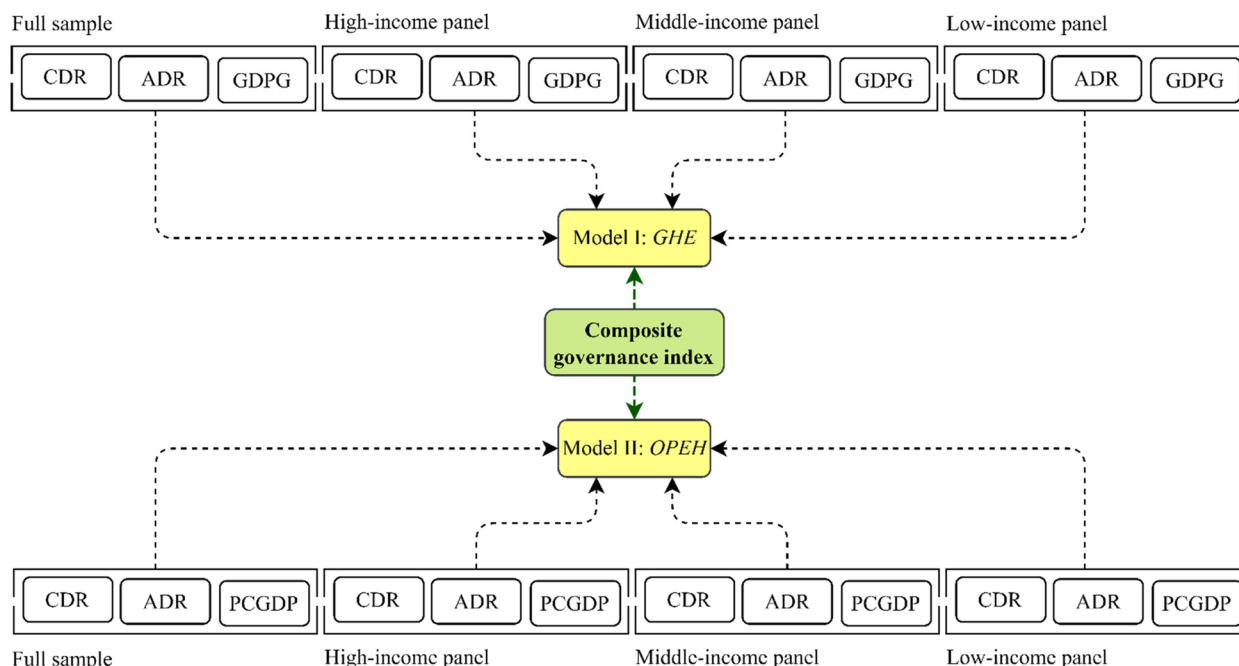 Full sample
High-income panel
Middle-income panel
Low-income panel
CDR
ADR
GDPG
CDR
ADR
GDPG
CDR
ADR
GDPG
CDR
ADR
GDPG
Model I: GHE
Composite
governance index
Model II: OPEH
CDR
ADR
PCGDP
CDR
ADR
PCGDP
CDR
ADR
PCGDP
CDR
ADR
PCGDP
Full sample
High-income panel
Middle-income panel
Low-income panel